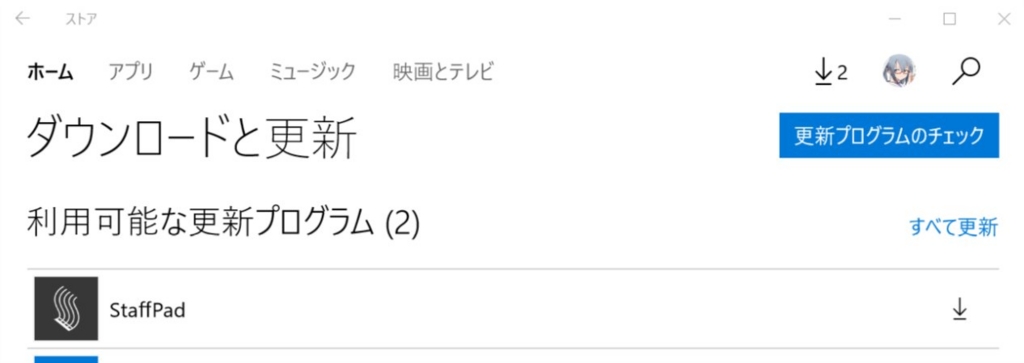 ストア
ホーム アプリ ゲーム ミュージック 映画とテレビ 2
ダウンロードと更新 更新プログラムのチェック
利用可能な更新プログラム (2) すべて更新
StaffPad